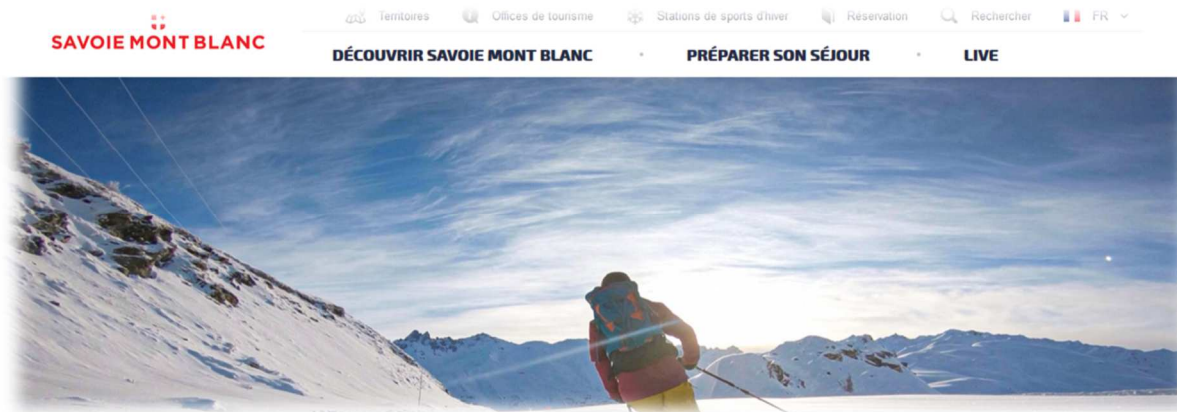 Territoires Offices de tourisme Stations de sports d'hiver Réservation Rechercher FR
SAVOIE MONT BLANC
DÉCOUVRIR SAVOIE MONT BLANC · PRÉPARER SON SÉJOUR · LIVE